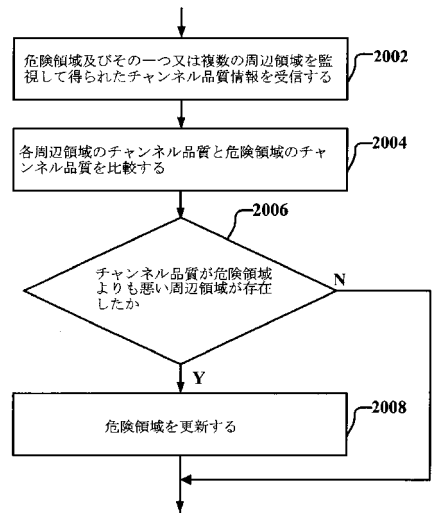 危険領域及びその一つ又は複数の周辺領域を監
視して得られたチャンネル品質情報を受信する
2002
各周辺領域のチャンネル品質と危険領域のチャ
ンネル品質を比較する
2004
2006
チャンネル品質が危険領域
よりも悪い周辺領域が存在
したか
N
Y
危険領域を更新する
2008